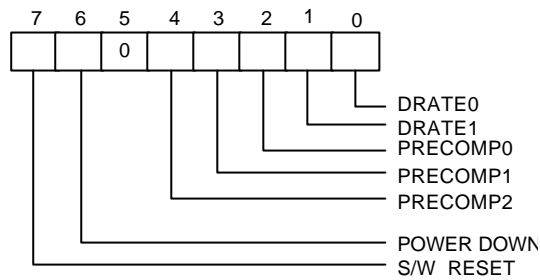 7 6 5 4 3 2 1 0
0
DRATE0
DRATE1
PRECOMP0
PRECOMP1
PRECOMP2
POWER DOWN
S/W RESET